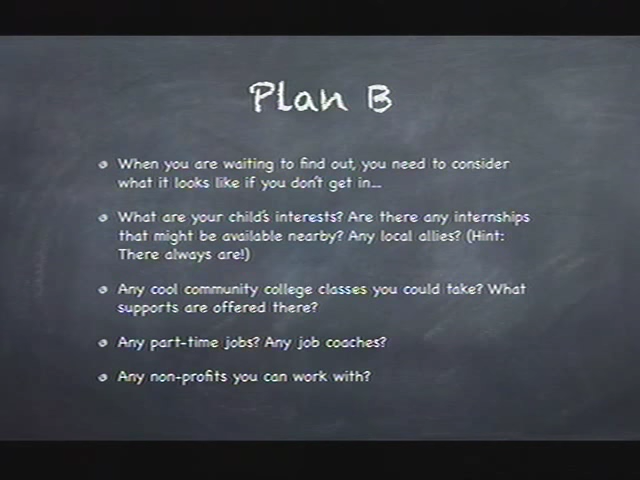 Plan B
When you are waiting to find out, you need to consider
what it looks like if you don't get in...
What are your child's interests? Are there any internships
that might be available nearby? Any local allies? (Hint:
There always are!)
Any cool community college classes you could take? What
supports are offered there?
Any part-time jobs? Any job coaches?
Any non-profits you can work with?